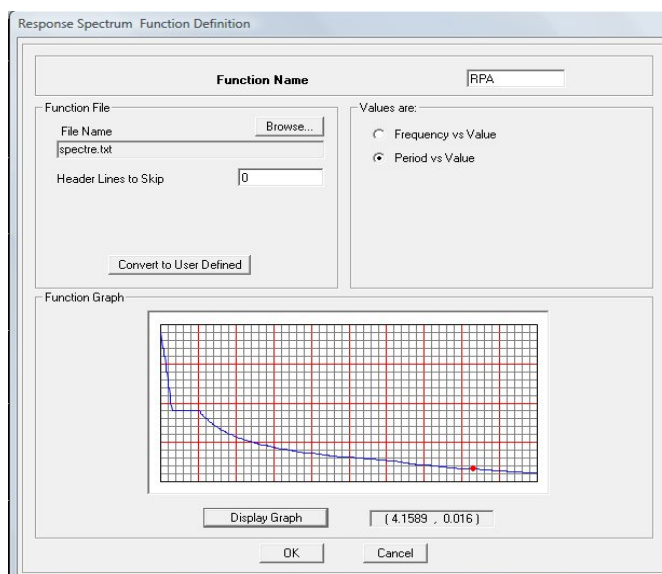 Response Spectrum Function Definition
Function Name
RPA
Function File
File Name
Browse...
spectre.txt
Header Lines to Skip
0
Convert to User Defined
Values are:
Frequency vs Value
Period vs Value
Function Graph
Display Graph
( 4.1589 , 0.016 )
OK
Cancel